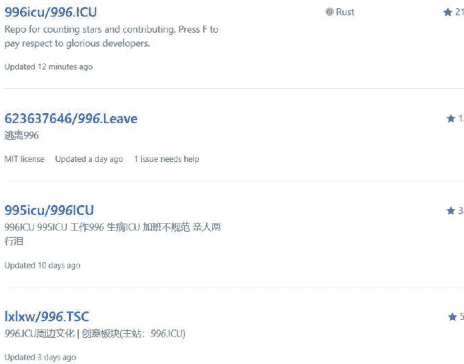 996icu/996.ICU Rust 21
Repo for counting stars and contributing. Press F to
pay respect to glorious developers.
Updated 12 minutes ago
623637646/996.Leave 1.
逃离996
MIT license Updated a day ago 1 issue needs help
995icu/996ICU 3.
996ICU 995ICU 工作996 生病ICU 加班不规范 亲人两
行泪
Updated 10 days ago
lxlxw/996.TSC 5
996.ICU周边文化 | 创意板块(主站：996.ICU)
Updated 3 days ago